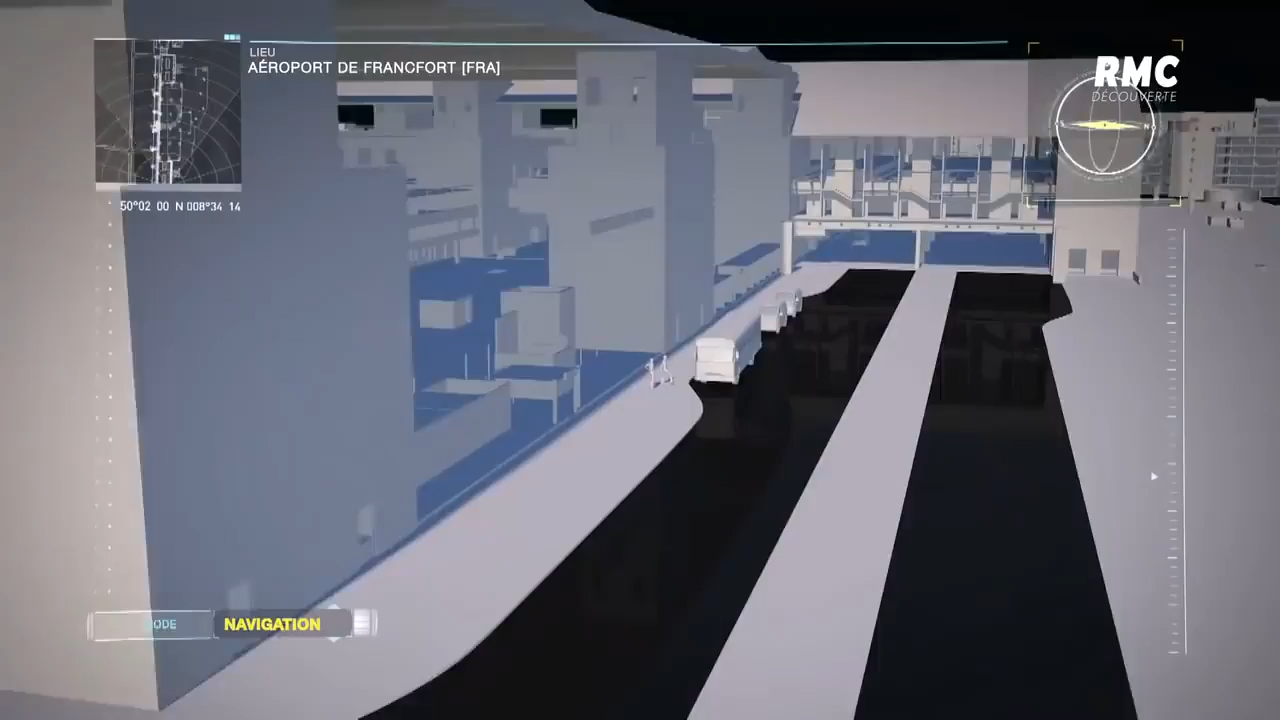 LIEU
AÉROPORT DE FRANCFORT [FRA]
RMC
DÉCOUVERTE
50°02 00 N 008°34 14
ODE
NAVIGATION